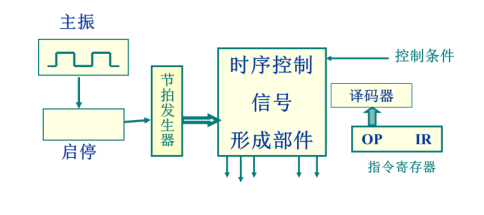 主振
启停
节拍发生器
时序控制
信号
形成部件
控制条件
译码器
OP IR
指令寄存器